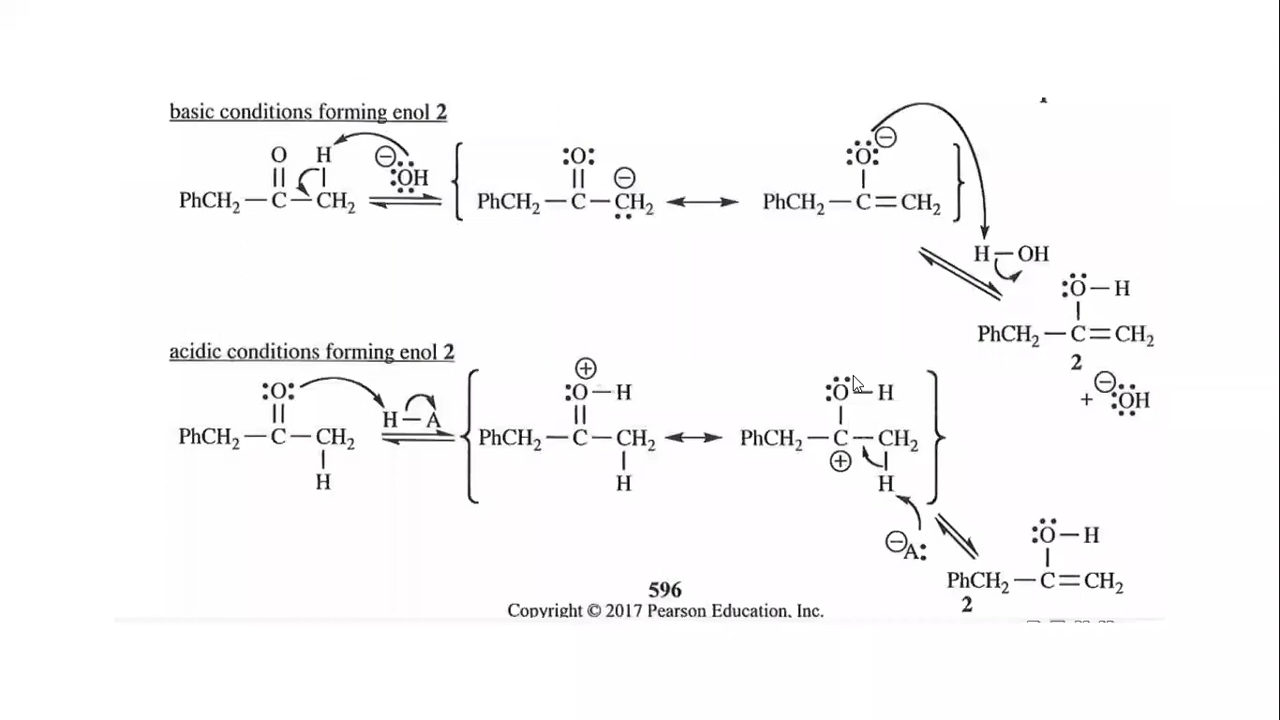 basic conditions forming enol 2
O H ⊖ :OH :O: ⊖ :O: ⊖
PhCH₂—C—CH₂ PhCH₂—C—CH₂ PhCH₂—C=CH₂
H—OH
:O—H
PhCH₂—C=CH₂
2
+ ⊖ :OH
acidic conditions forming enol 2
:O: H—A ⊕ :O—H :O—H
PhCH₂—C—CH₂ PhCH₂—C—CH₂ PhCH₂—C—CH₂
H H ⊕ H
⊖A:
:O—H
PhCH₂—C=CH₂
2
596
Copyright © 2017 Pearson Education, Inc.